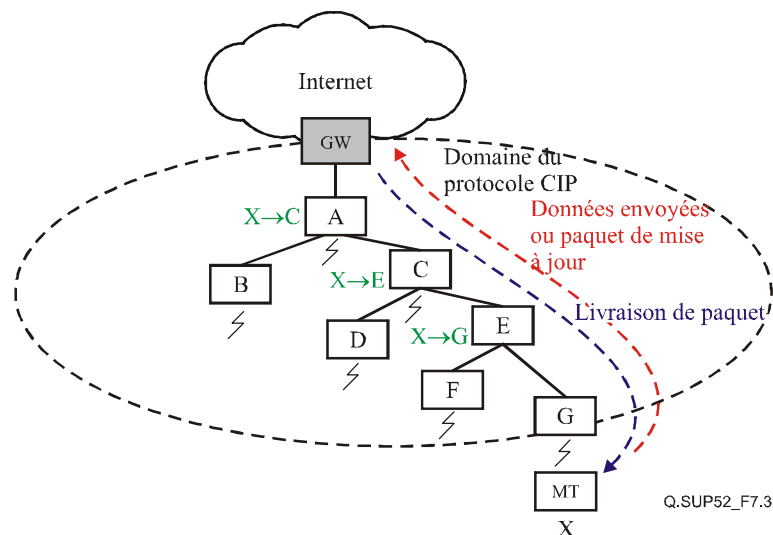 Internet
GW
Domaine du
protocole CIP
X→C
A
Données envoyées
ou paquet de mise
à jour
B
X→E
C
Livraison de paquet
D
X→G
E
F
G
MT
X
Q.SUP52_F7.3